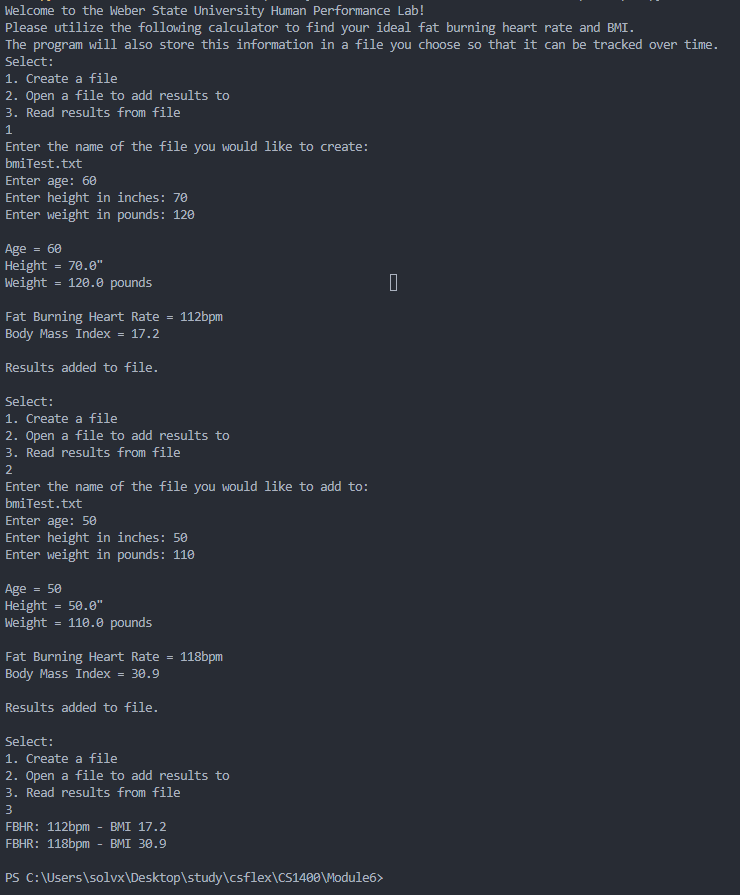 Welcome to the Weber State University Human Performance Lab!
Please utilize the following calculator to find your ideal fat burning heart rate and BMI.
The program will also store this information in a file you choose so that it can be tracked over time.
Select:
1. Create a file
2. Open a file to add results to
3. Read results from file
1
Enter the name of the file you would like to create:
bmiTest.txt
Enter age: 60
Enter height in inches: 70
Enter weight in pounds: 120

Age = 60
Height = 70.0"
Weight = 120.0 pounds

Fat Burning Heart Rate = 112bpm
Body Mass Index = 17.2

Results added to file.

Select:
1. Create a file
2. Open a file to add results to
3. Read results from file
2
Enter the name of the file you would like to add to:
bmiTest.txt
Enter age: 50
Enter height in inches: 50
Enter weight in pounds: 110

Age = 50
Height = 50.0"
Weight = 110.0 pounds

Fat Burning Heart Rate = 118bpm
Body Mass Index = 30.9

Results added to file.

Select:
1. Create a file
2. Open a file to add results to
3. Read results from file
3
FBHR: 112bpm - BMI 17.2
FBHR: 118bpm - BMI 30.9

PS C:\Users\solvx\Desktop\study\csflex\CS1400\Module6>